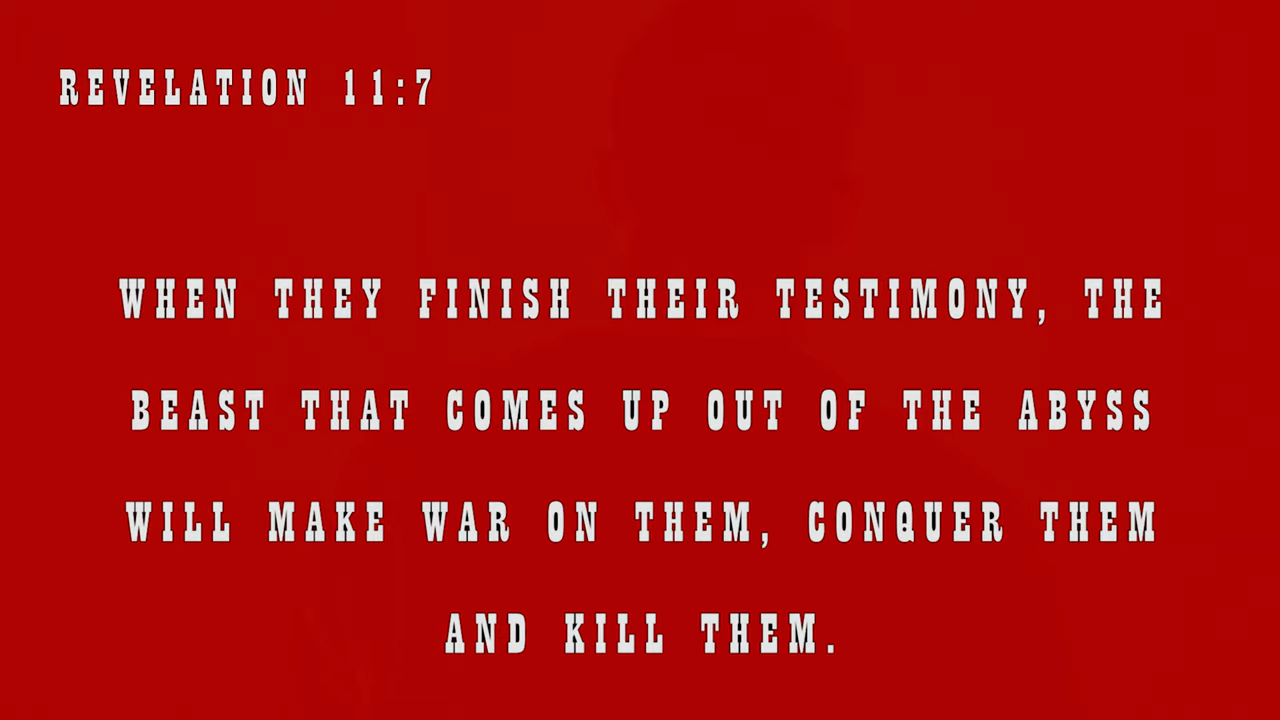 REVELATION 11:7
WHEN THEY FINISH THEIR TESTIMONY, THE
BEAST THAT COMES UP OUT OF THE ABYSS
WILL MAKE WAR ON THEM, CONQUER THEM
AND KILL THEM.